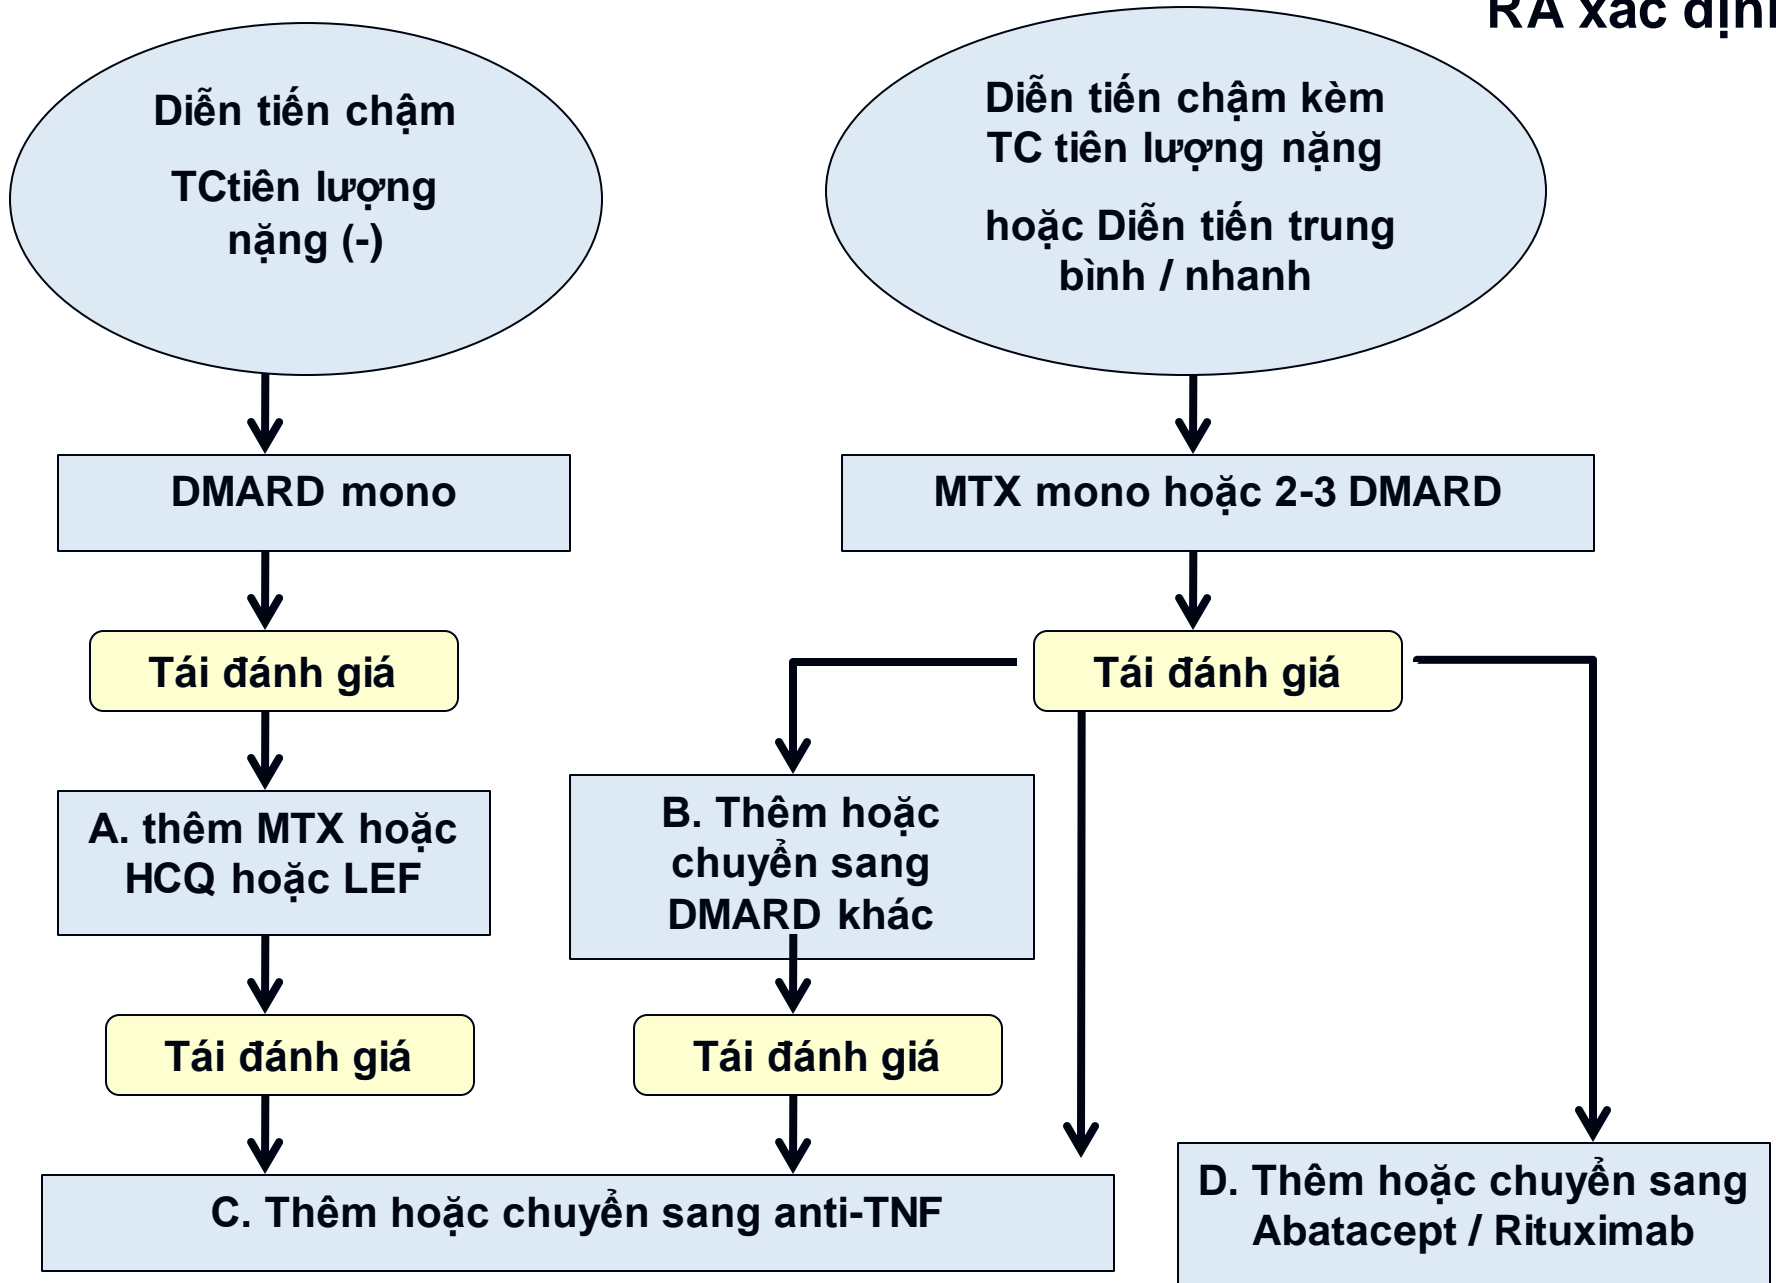 RA xác định
Diễn tiến chậm
TCtiên lượng
nặng (-)
Diễn tiến chậm kèm
TC tiên lượng nặng
hoặc Diễn tiến trung
bình / nhanh
DMARD mono
MTX mono hoặc 2-3 DMARD
Tái đánh giá
Tái đánh giá
A. thêm MTX hoặc
HCQ hoặc LEF
B. Thêm hoặc
chuyển sang
DMARD khác
Tái đánh giá
Tái đánh giá
C. Thêm hoặc chuyển sang anti-TNF
D. Thêm hoặc chuyển sang
Abatacept / Rituximab